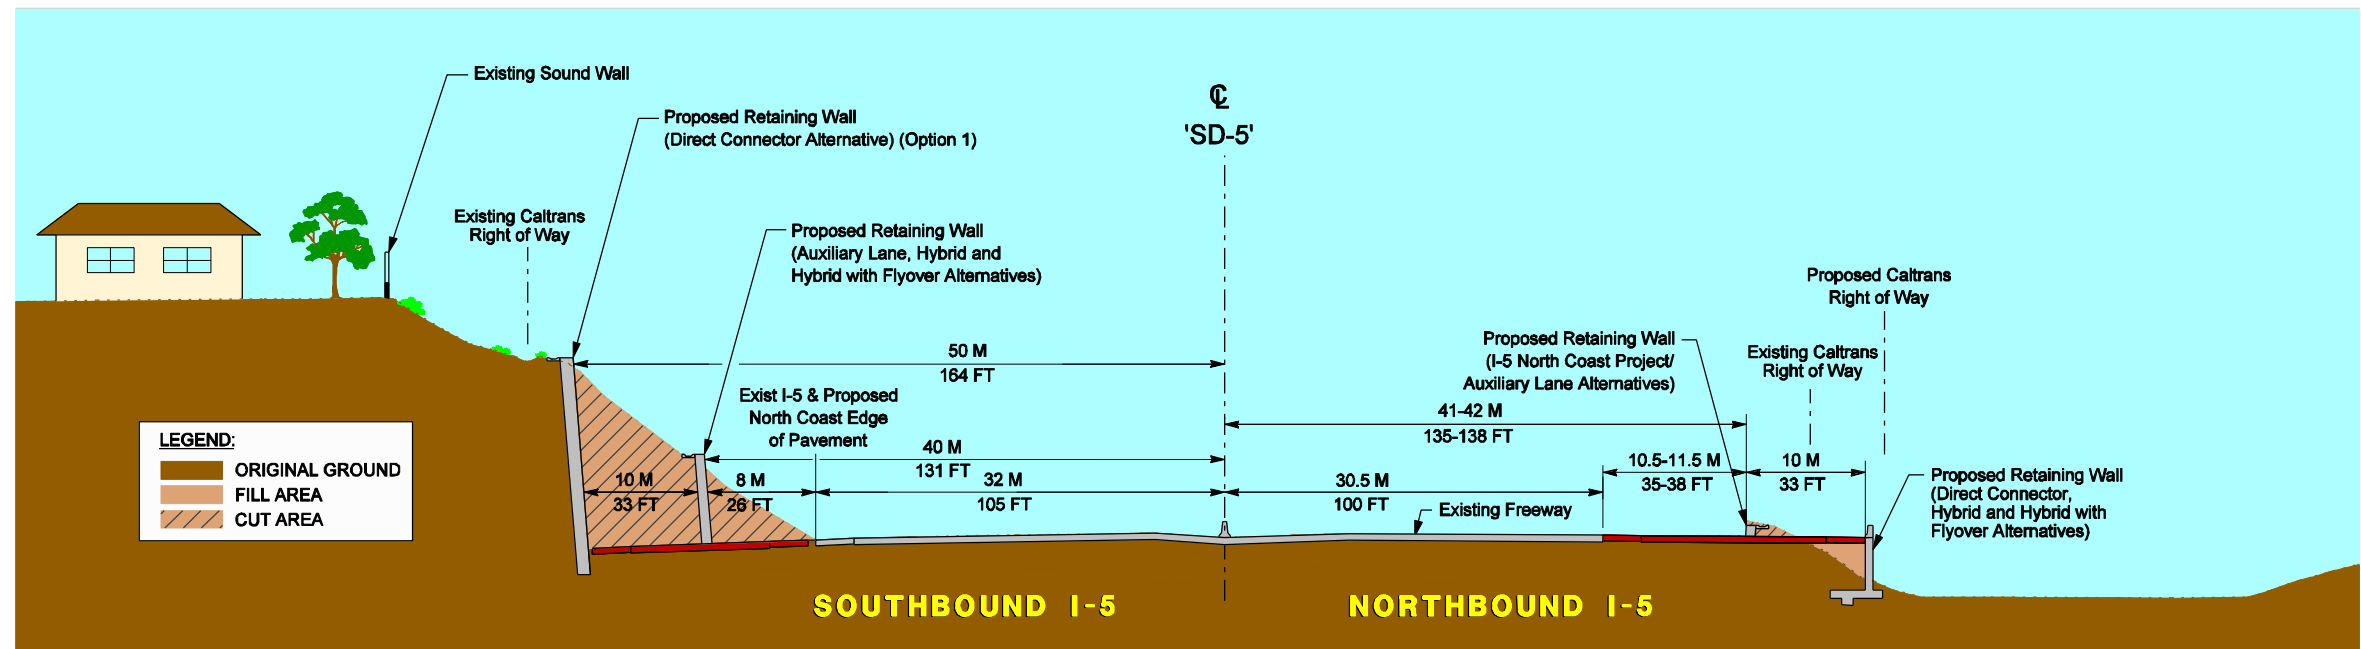 Existing Sound Wall
Proposed Retaining Wall
(Direct Connector Alternative) (Option 1)
Existing Caltrans
Right of Way
Proposed Retaining Wall
(Auxiliary Lane, Hybrid and
Hybrid with Flyover Alternatives)
℄
'SD-5'
50 M
164 FT
Exist I-5 & Proposed
North Coast Edge
of Pavement
40 M
131 FT
10 M
33 FT
8 M
26 FT
32 M
105 FT
30.5 M
100 FT
Existing Freeway
41-42 M
135-138 FT
10.5-11.5 M
35-38 FT
10 M
33 FT
Proposed Retaining Wall
(I-5 North Coast Project/
Auxiliary Lane Alternatives)
Existing Caltrans
Right of Way
Proposed Caltrans
Right of Way
Proposed Retaining Wall
(Direct Connector,
Hybrid and Hybrid with
Flyover Alternatives)
LEGEND:
ORIGINAL GROUND
FILL AREA
CUT AREA
SOUTHBOUND I-5
NORTHBOUND I-5